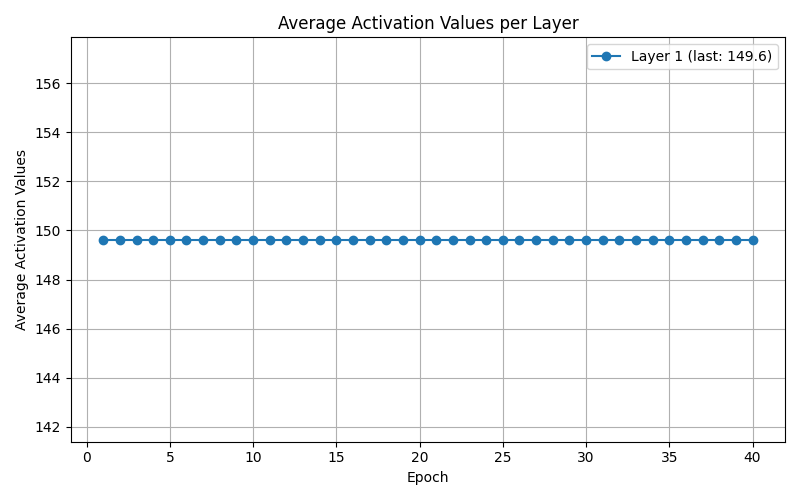 Average Activation Values per Layer
Layer 1 (last: 149.6)
Average Activation Values
156
154
152
150
148
146
144
142
0 5 10 15 20 25 30 35 40
Epoch